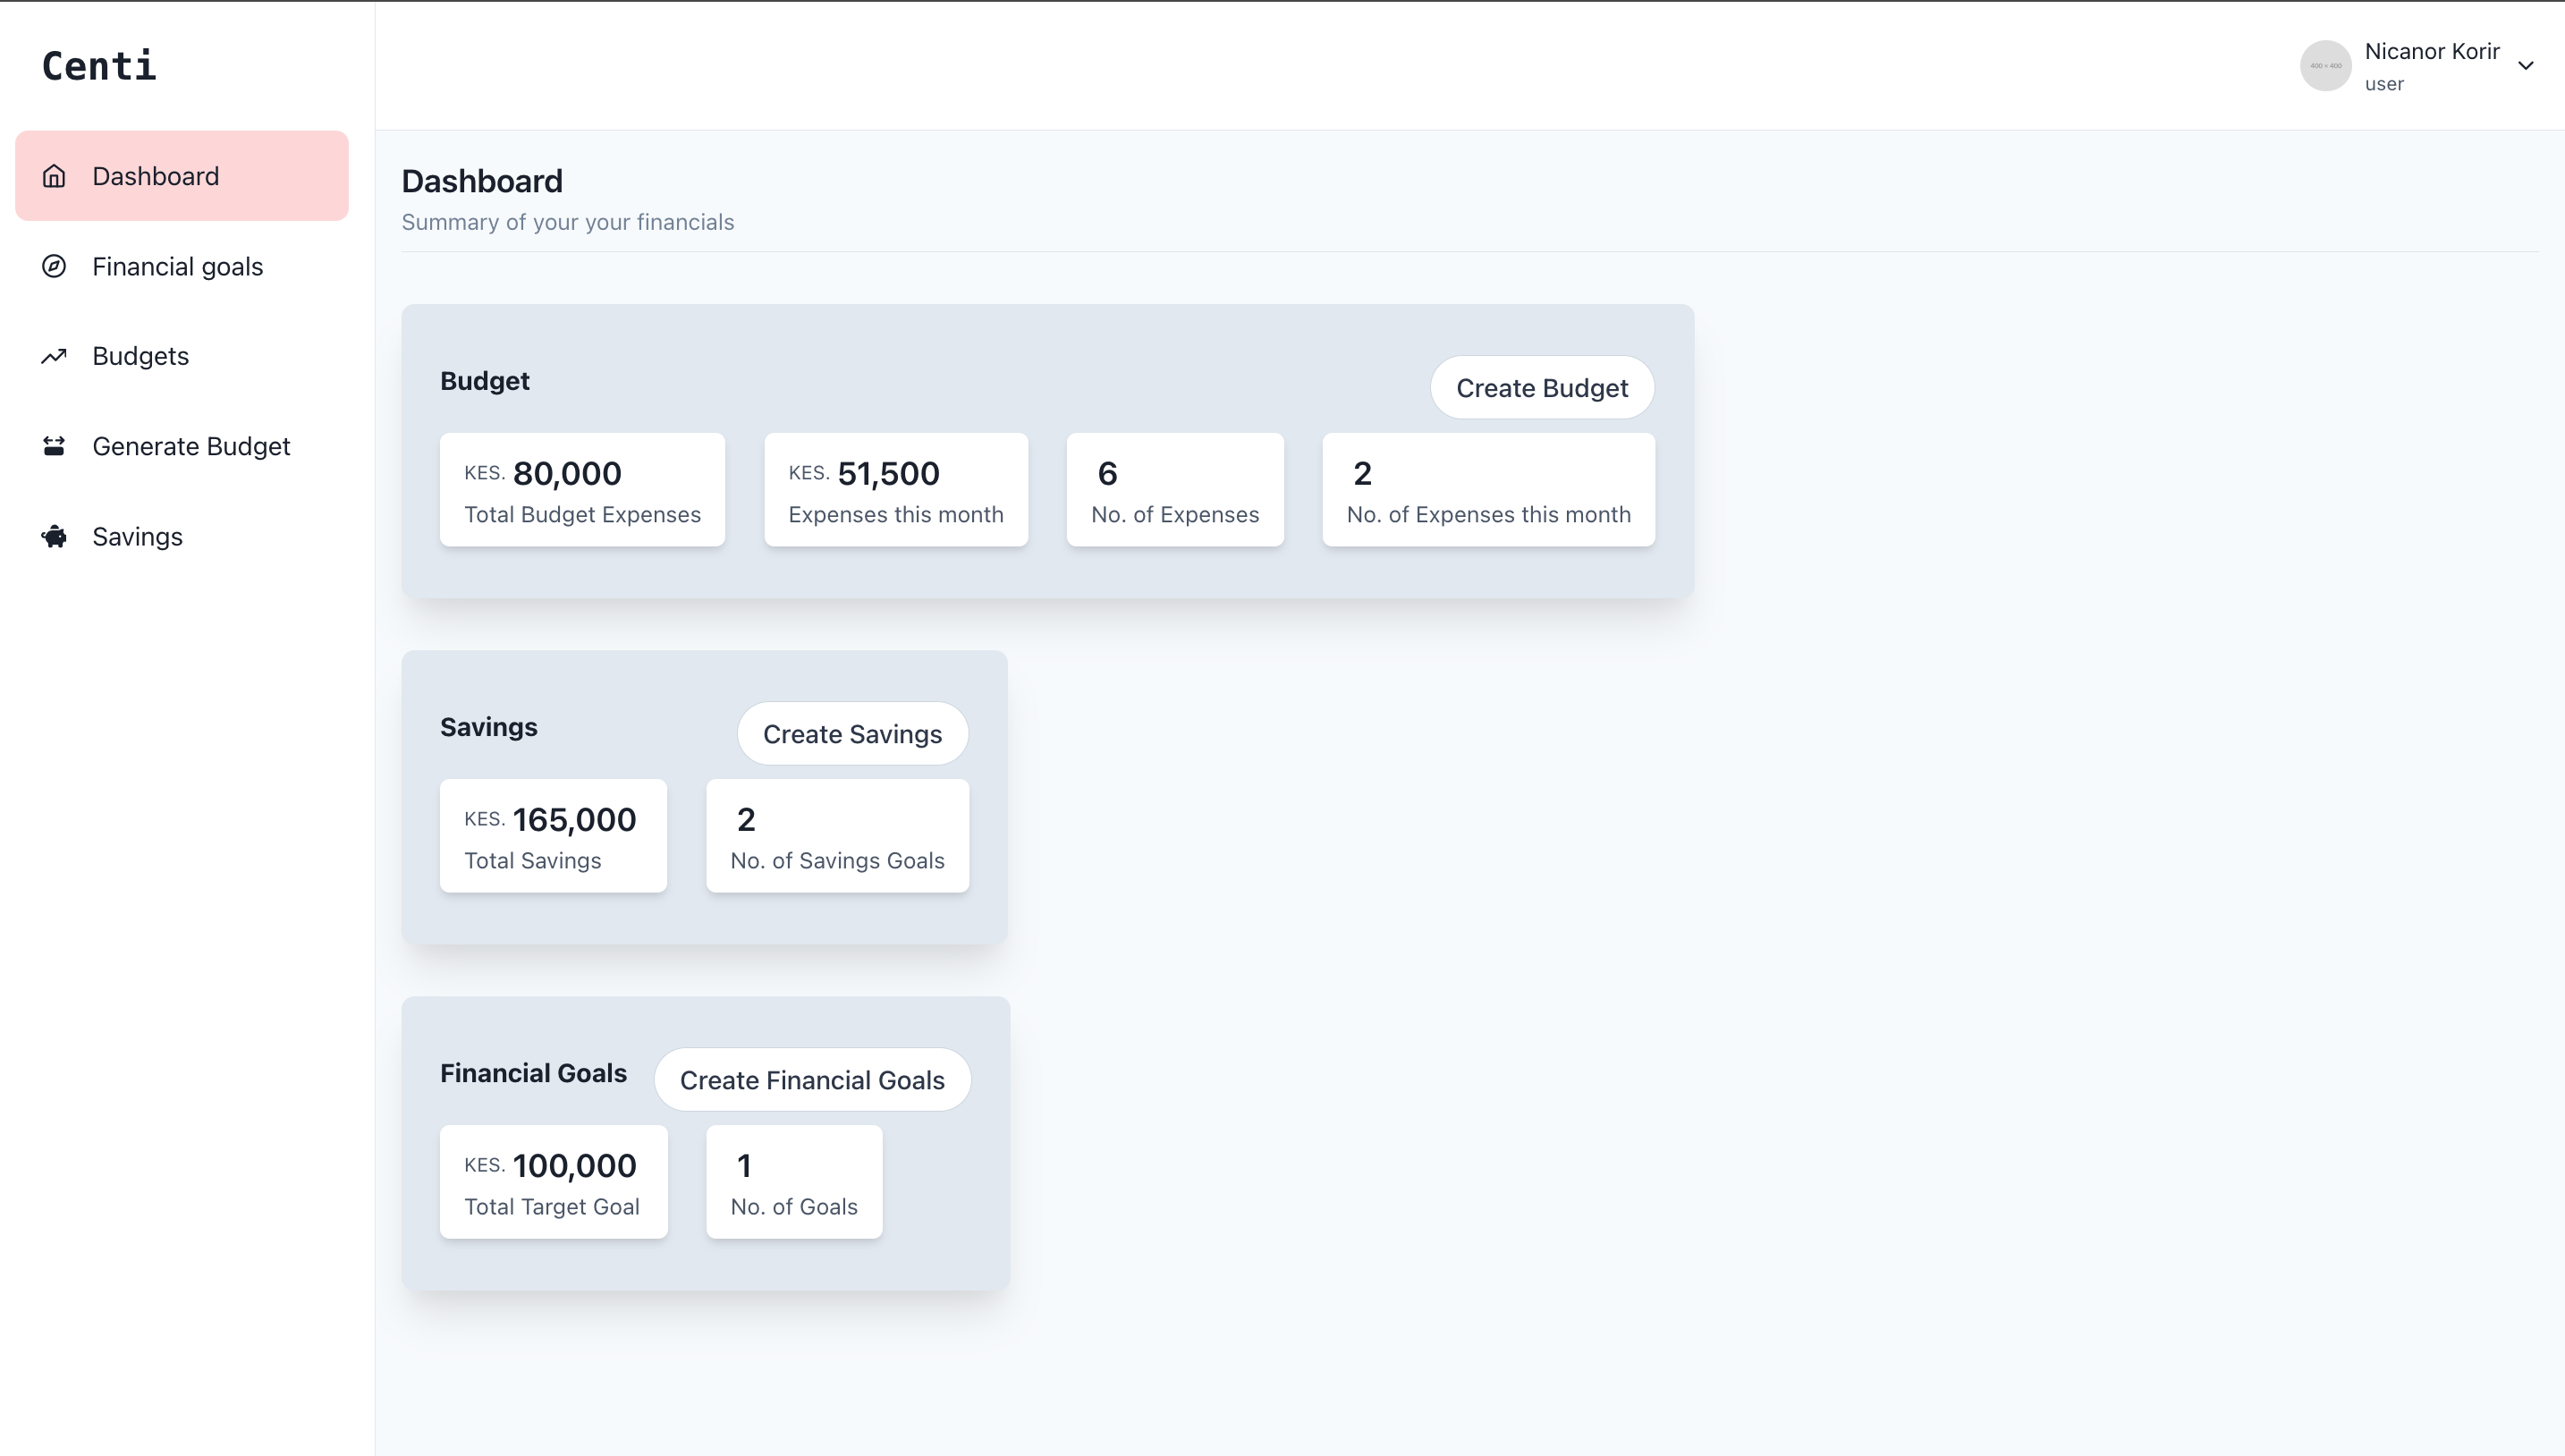 Centi
Dashboard
Financial goals
Budgets
Generate Budget
Savings
400 × 400
Nicanor Korir
user
Dashboard
Summary of your your financials
Budget
Create Budget
KES. 80,000
Total Budget Expenses
KES. 51,500
Expenses this month
6
No. of Expenses
2
No. of Expenses this month
Savings
Create Savings
KES. 165,000
Total Savings
2
No. of Savings Goals
Financial Goals
Create Financial Goals
KES. 100,000
Total Target Goal
1
No. of Goals